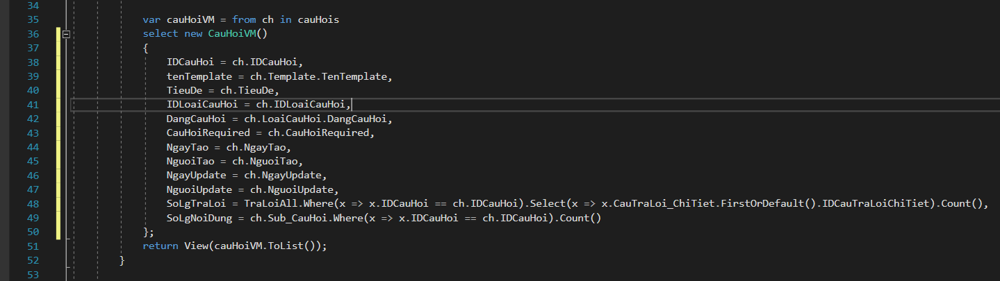 34
35 var cauHoiVM = from ch in cauHois
36 select new CauHoiVM()
37 {
38 IDCauHoi = ch.IDCauHoi,
39 tenTemplate = ch.Template.TenTemplate,
40 TieuDe = ch.TieuDe,
41 IDLoaiCauHoi = ch.IDLoaiCauHoi,
42 DangCauHoi = ch.LoaiCauHoi.DangCauHoi,
43 CauHoiRequired = ch.CauHoiRequired,
44 NgayTao = ch.NgayTao,
45 NguoiTao = ch.NguoiTao,
46 NgayUpdate = ch.NgayUpdate,
47 NguoiUpdate = ch.NguoiUpdate,
48 SoLgTraLoi = TraLoiAll.Where(x => x.IDCauHoi == ch.IDCauHoi).Select(x => x.CauTraLoi_ChiTiet.FirstOrDefault().IDCauTraLoiChiTiet).Count(),
49 SoLgNoiDung = ch.Sub_CauHoi.Where(x => x.IDCauHoi == ch.IDCauHoi).Count()
50 };
51 return View(cauHoiVM.ToList());
52 }
53